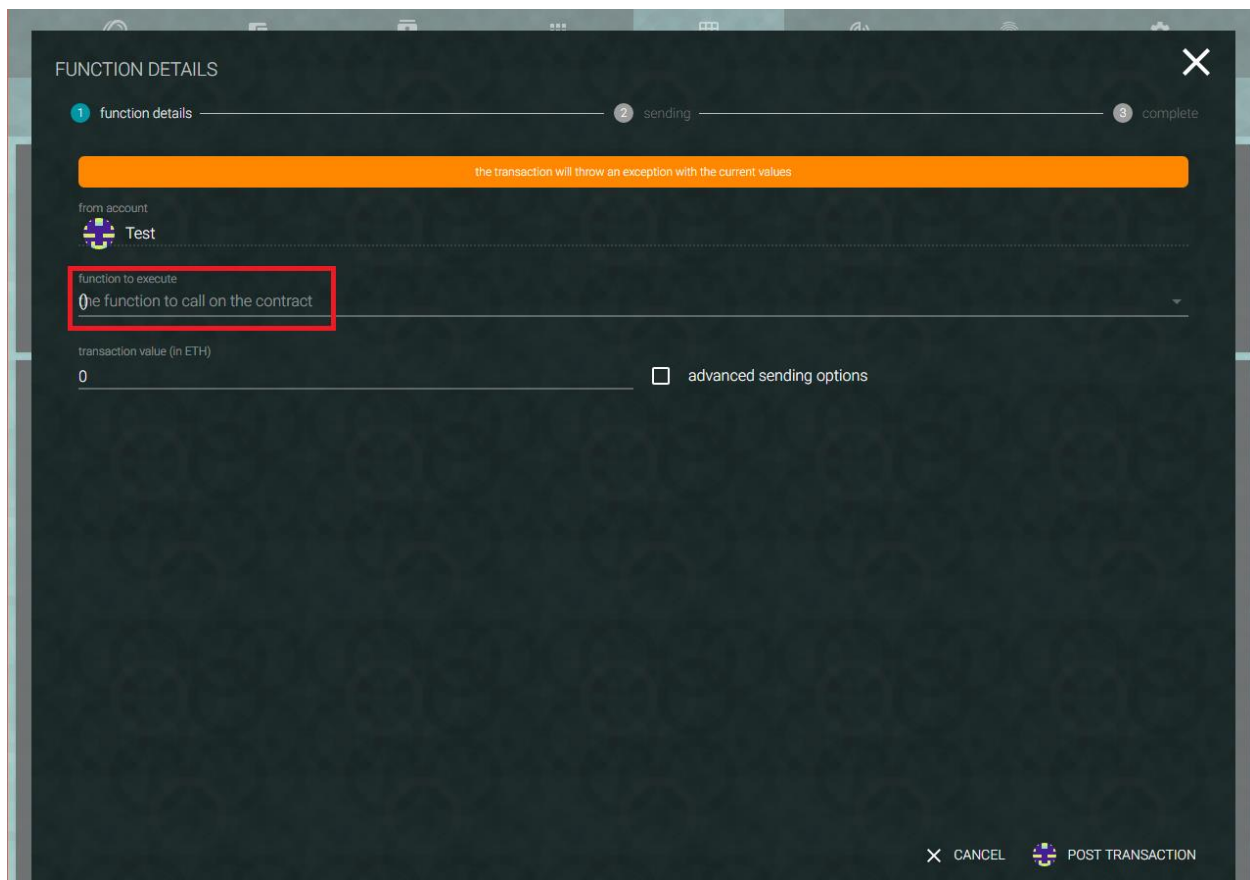 FUNCTION DETAILS
1 function details
2 sending
3 complete
the transaction will throw an exception with the current values
from account
Test
function to execute
()
the function to call on the contract
transaction value (in ETH)
0
advanced sending options
CANCEL
POST TRANSACTION